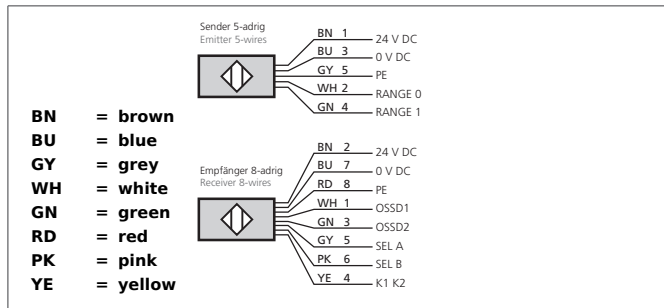 Sender 5-adrig
Emitter 5-wires
BN 1 24 V DC
BU 3 0 V DC
GY 5 PE
WH 2 RANGE 0
GN 4 RANGE 1
BN = brown
BU = blue
GY = grey
WH = white
GN = green
RD = red
PK = pink
YE = yellow
Empfänger 8-adrig
Receiver 8-wires
BN 2 24 V DC
BU 7 0 V DC
RD 8 PE
WH 1 OSSD1
GN 3 OSSD2
GY 5 SEL A
PK 6 SEL B
YE 4 K1 K2